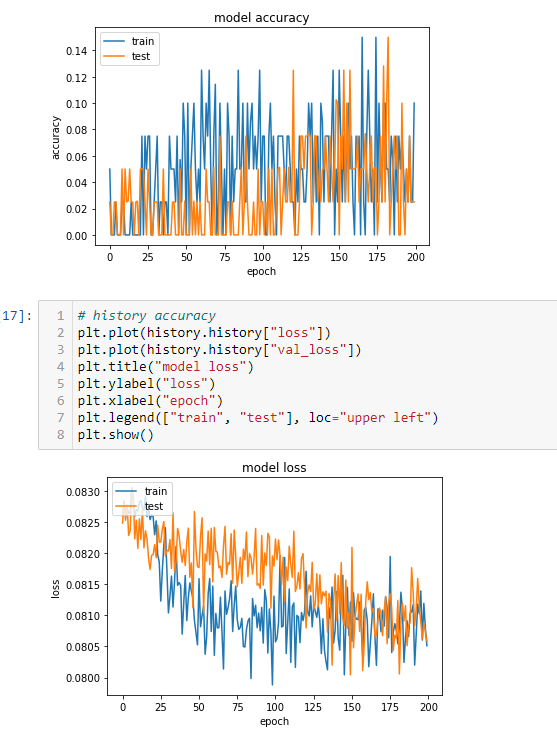 model accuracy
train
test
0.14
0.12
0.10
0.08
0.06
0.04
0.02
0.00
accuracy
0 25 50 75 100 125 150 175 200
epoch
17]:
1 # history accuracy
2 plt.plot(history.history["loss"])
3 plt.plot(history.history["val_loss"])
4 plt.title("model loss")
5 plt.ylabel("loss")
6 plt.xlabel("epoch")
7 plt.legend(["train", "test"], loc="upper left")
8 plt.show()
model loss
train
test
0.0830
0.0825
0.0820
0.0815
0.0810
0.0805
0.0800
loss
0 25 50 75 100 125 150 175 200
epoch